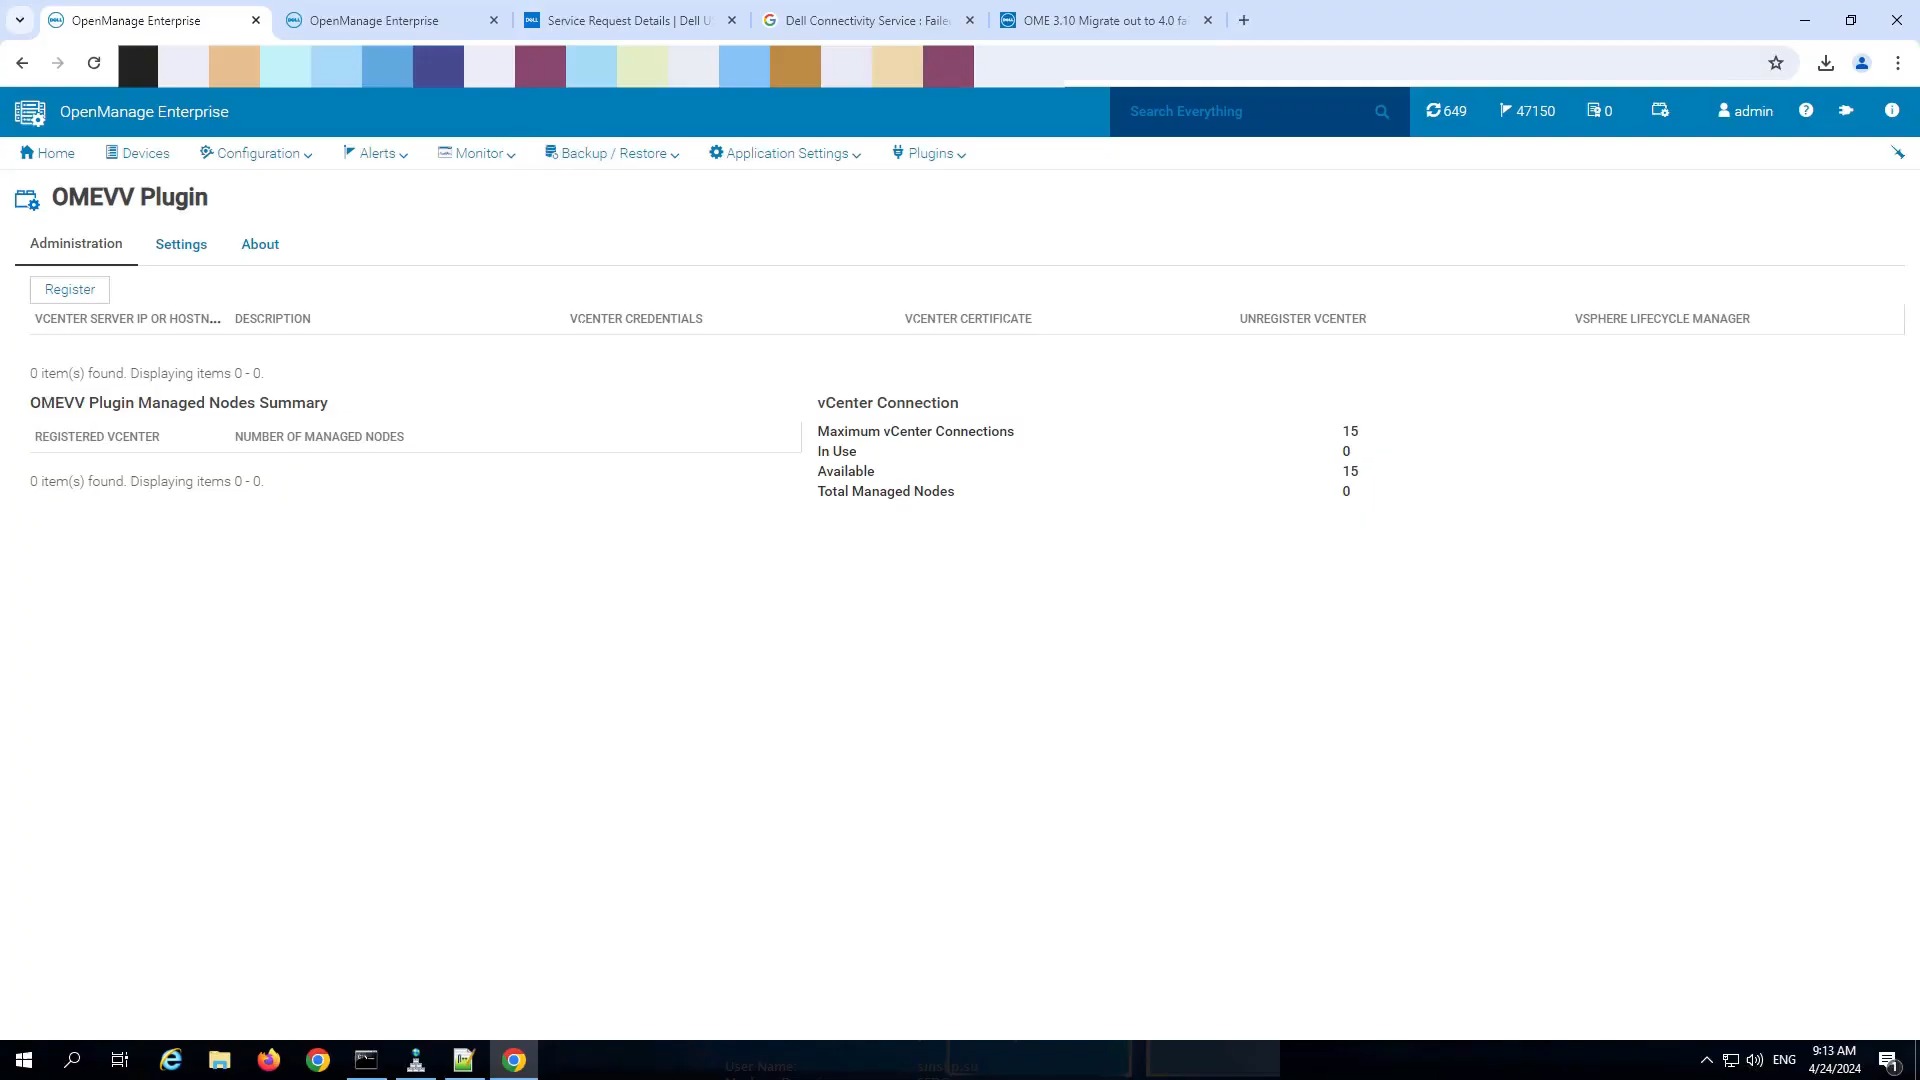 OpenManage Enterprise
OpenManage Enterprise
Service Request Details | Dell U
Dell Connectivity Service : Faile
OME 3.10 Migrate out to 4.0 fa
OpenManage Enterprise
Search Everything
649
47150
0
admin
Home
Devices
Configuration
Alerts
Monitor
Backup / Restore
Application Settings
Plugins
OMEVV Plugin
Administration
Settings
About
Register
VCENTER SERVER IP OR HOSTN... DESCRIPTION VCENTER CREDENTIALS VCENTER CERTIFICATE UNREGISTER VCENTER VSPHERE LIFECYCLE MANAGER
0 item(s) found. Displaying items 0 - 0.
OMEVV Plugin Managed Nodes Summary
REGISTERED VCENTER NUMBER OF MANAGED NODES
0 item(s) found. Displaying items 0 - 0.
vCenter Connection
Maximum vCenter Connections 15
In Use 0
Available 15
Total Managed Nodes 0
User Name:
ENG
9:13 AM
4/24/2024
1